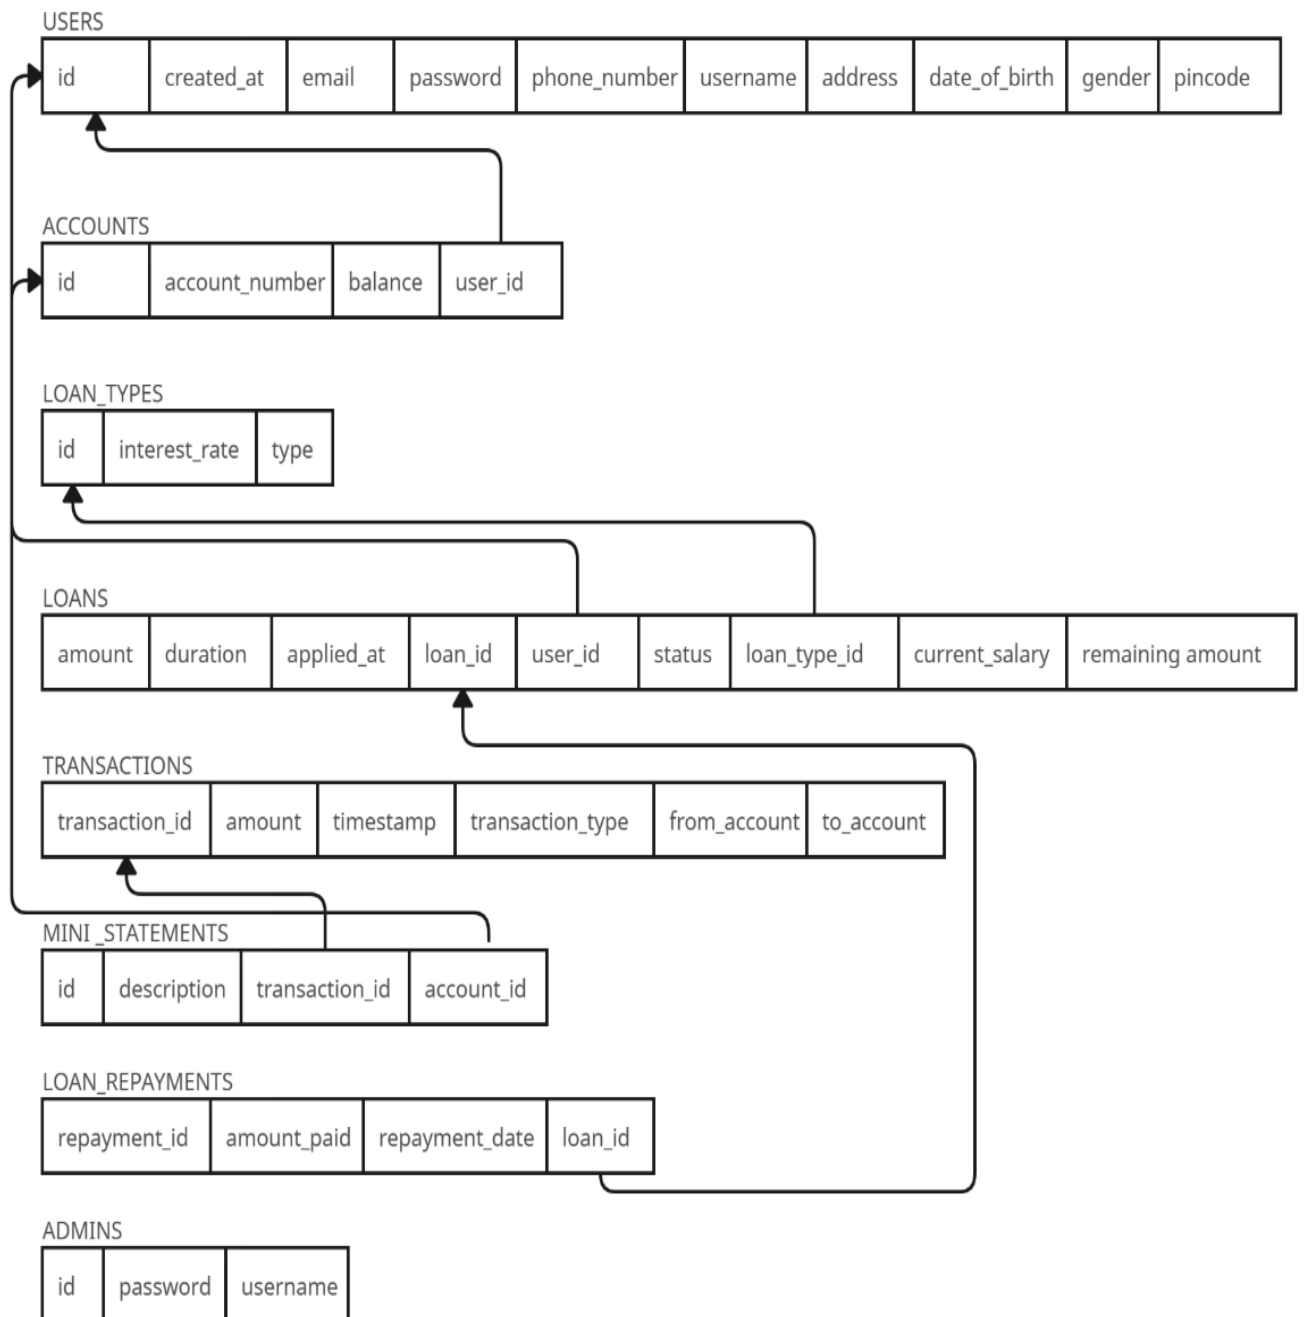 USERS
id created_at email password phone_number username address date_of_birth gender pincode
ACCOUNTS
id account_number balance user_id
LOAN_TYPES
id interest_rate type
LOANS
amount duration applied_at loan_id user_id status loan_type_id current_salary remaining amount
TRANSACTIONS
transaction_id amount timestamp transaction_type from_account to_account
MINI _STATEMENTS
id description transaction_id account_id
LOAN_REPAYMENTS
repayment_id amount_paid repayment_date loan_id
ADMINS
id password username